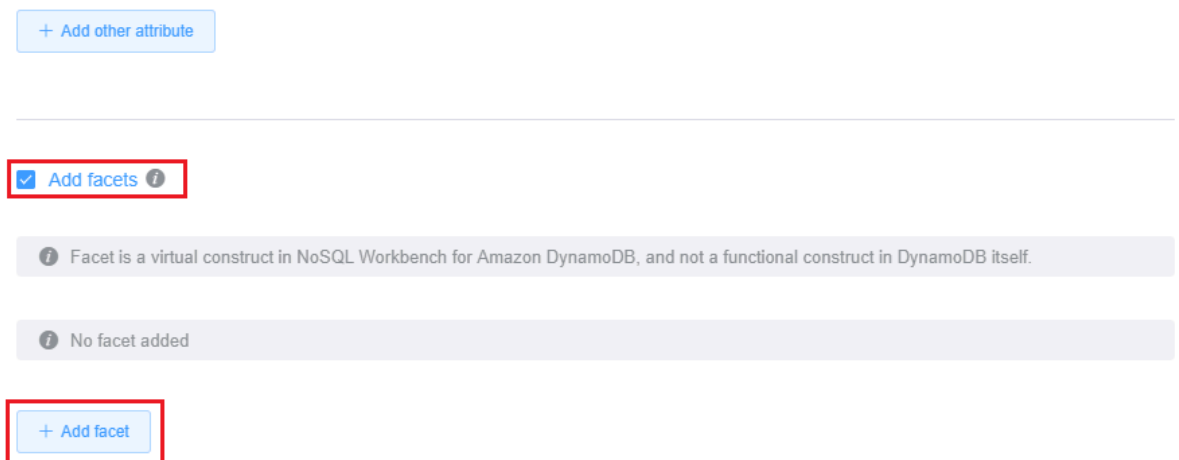 + Add other attribute
Add facets i
i Facet is a virtual construct in NoSQL Workbench for Amazon DynamoDB, and not a functional construct in DynamoDB itself.
i No facet added
+ Add facet